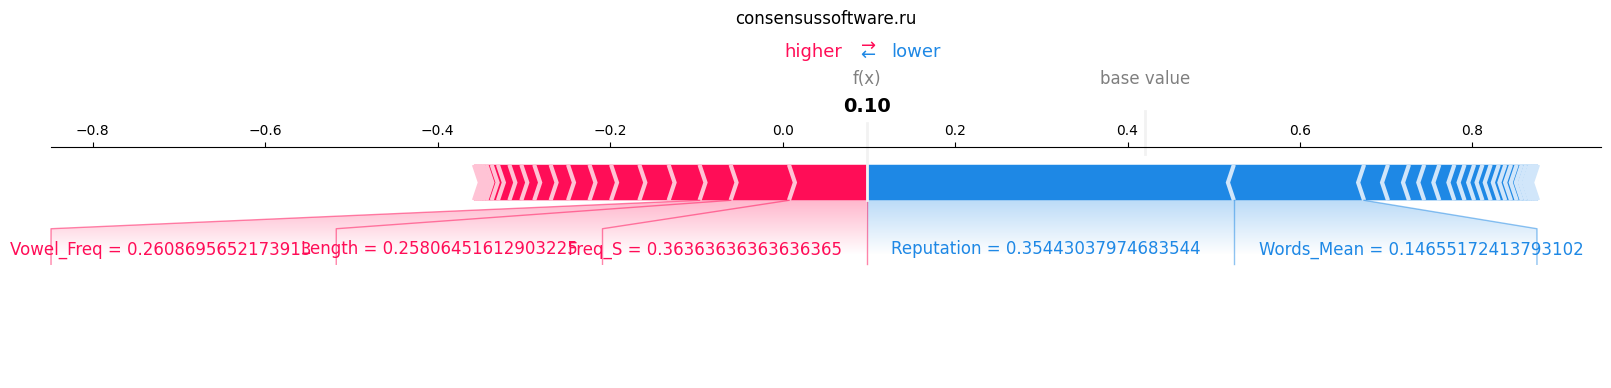 consensussoftware.ru
higher ⇄ lower
f(x) base value
0.10
−0.8 −0.6 −0.4 −0.2 0.0 0.2 0.4 0.6 0.8
Vowel_Freq = 0.2608695652173913 Length = 0.25806451612903225 Freq_S = 0.36363636363636365 Reputation = 0.35443037974683544 Words_Mean = 0.14655172413793102